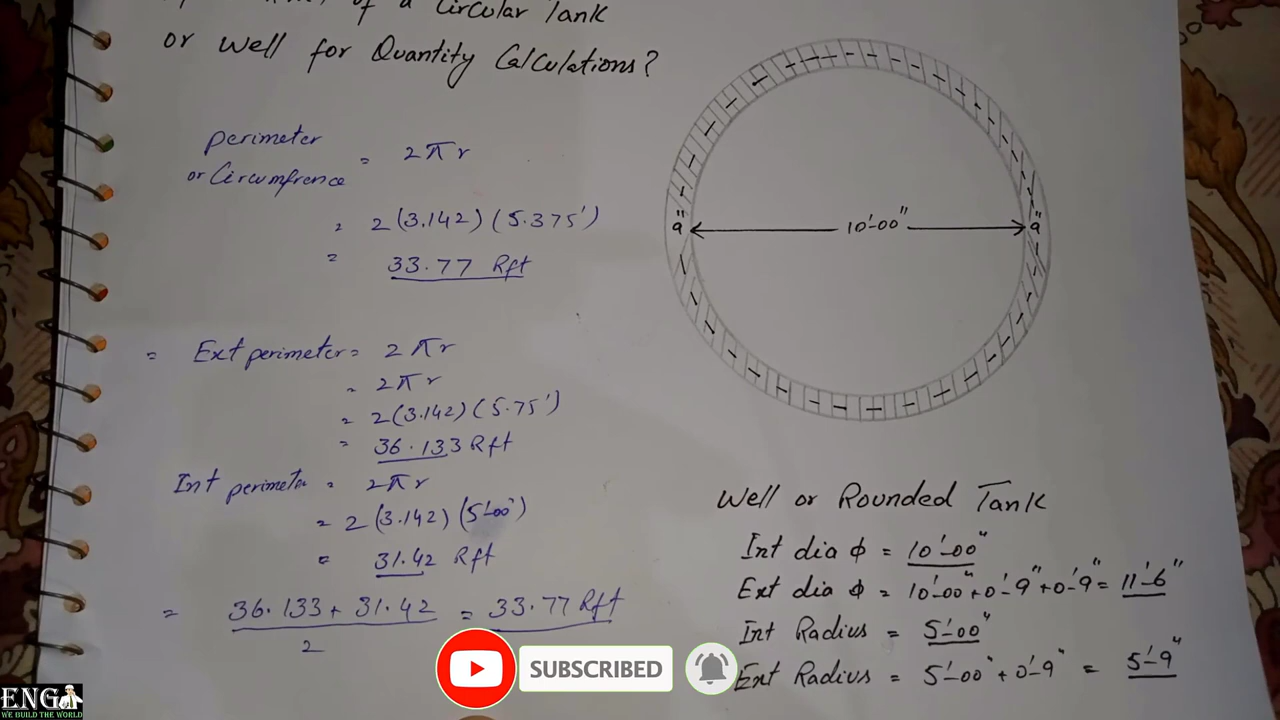 of a Circular Tank
or Well for Quantity Calculations?
Perimeter
or Circumfrence = 2πr
= 2(3.142)(5.375')
= 33.77 Rft
= Ext perimeter = 2πr
= 2πr
= 2(3.142)(5.75')
= 36.133 Rft
Int perimeter = 2πr
= 2(3.142)(5'-00")
= 31.42 Rft
= 36.133 + 31.42 = 33.77 Rft
2
9" 10'-00" 9"
Well or Rounded Tank
Int dia ϕ = 10'-00"
Ext dia ϕ = 10'-00"+0'-9"+0'-9" = 11'-6"
Int Radius = 5'-00"
Ext Radius = 5'-00"+0'-9" = 5'-9"
SUBSCRIBED
ENG
WE BUILD THE WORLD